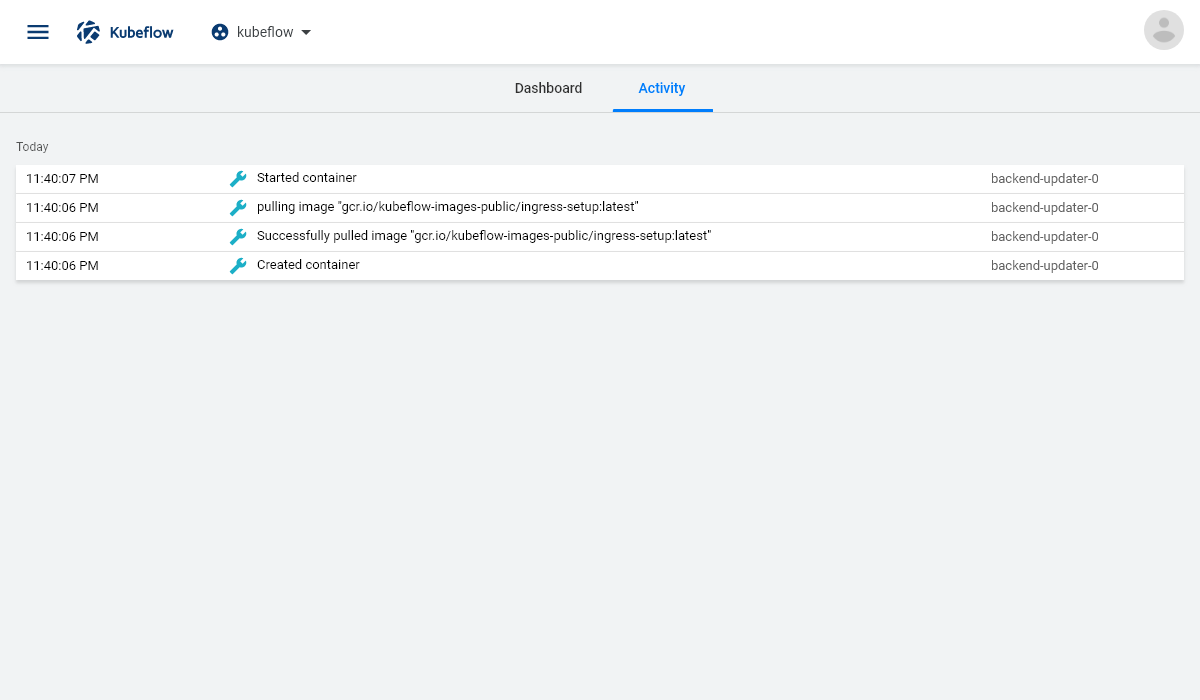 Kubeflow
kubeflow
Dashboard
Activity
Today
11:40:07 PM Started container backend-updater-0
11:40:06 PM pulling image "gcr.io/kubeflow-images-public/ingress-setup:latest" backend-updater-0
11:40:06 PM Successfully pulled image "gcr.io/kubeflow-images-public/ingress-setup:latest" backend-updater-0
11:40:06 PM Created container backend-updater-0